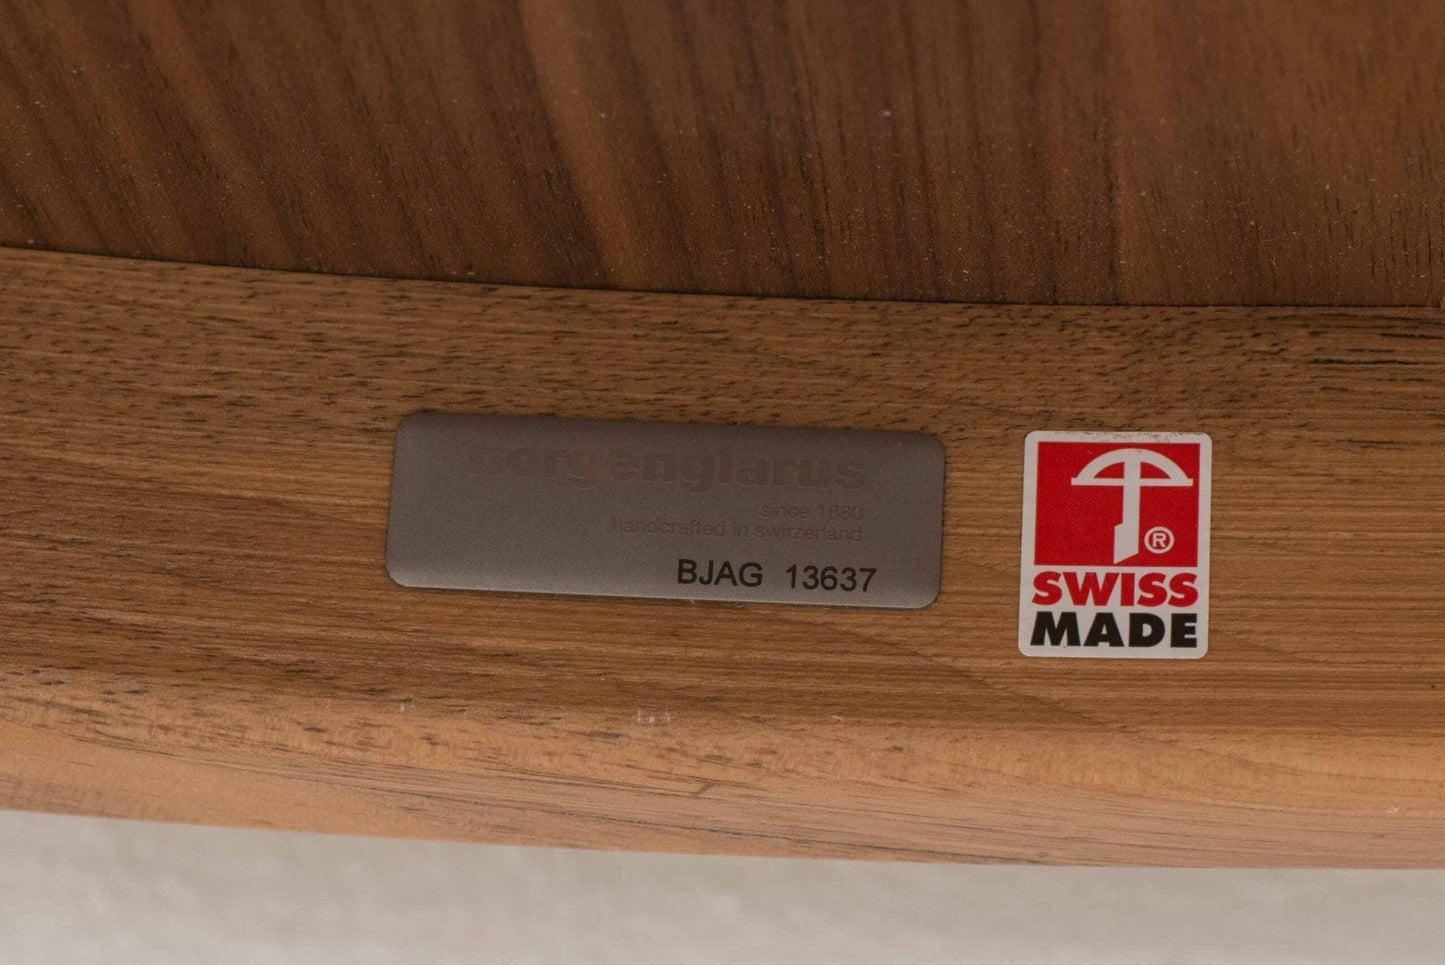 horgenglarus
since 1880
handcrafted in switzerland
BJAG 13637
®
SWISS
MADE